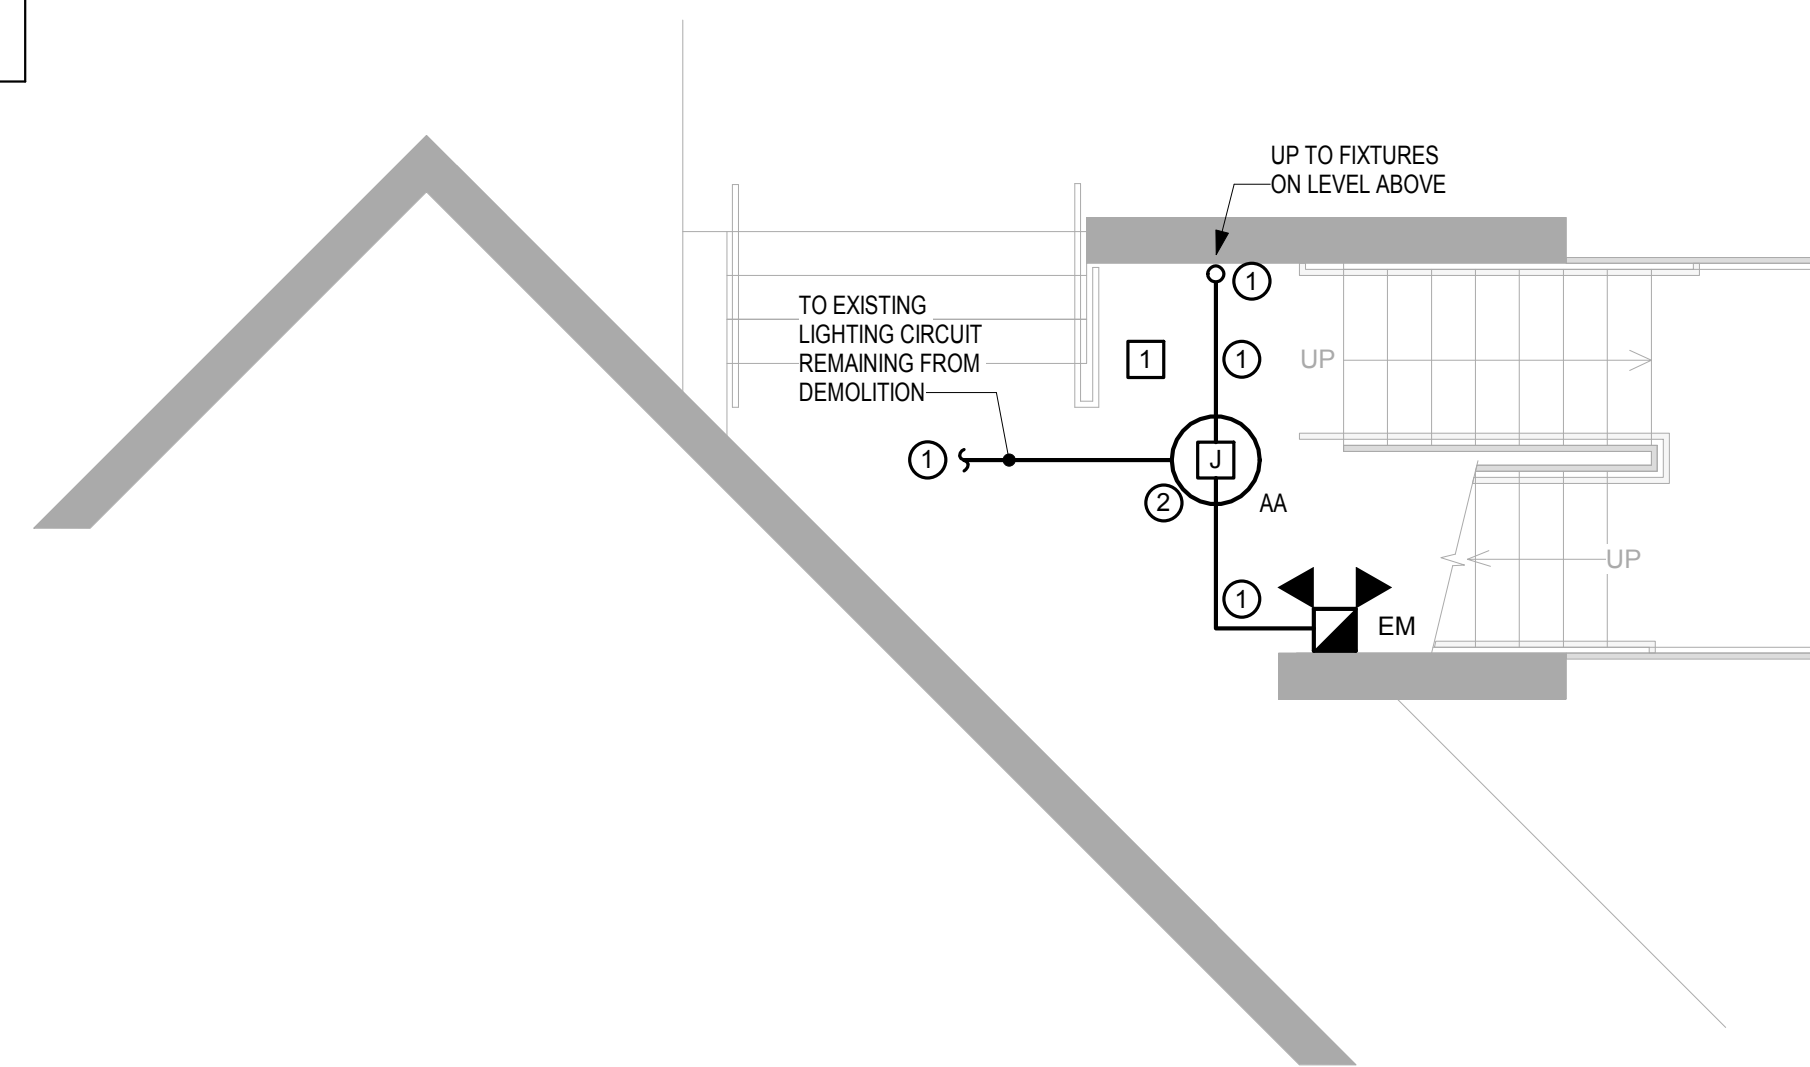 UP TO FIXTURES
ON LEVEL ABOVE
1
TO EXISTING
LIGHTING CIRCUIT
REMAINING FROM
DEMOLITION
1
1
UP
1
J
2
AA
UP
1
EM